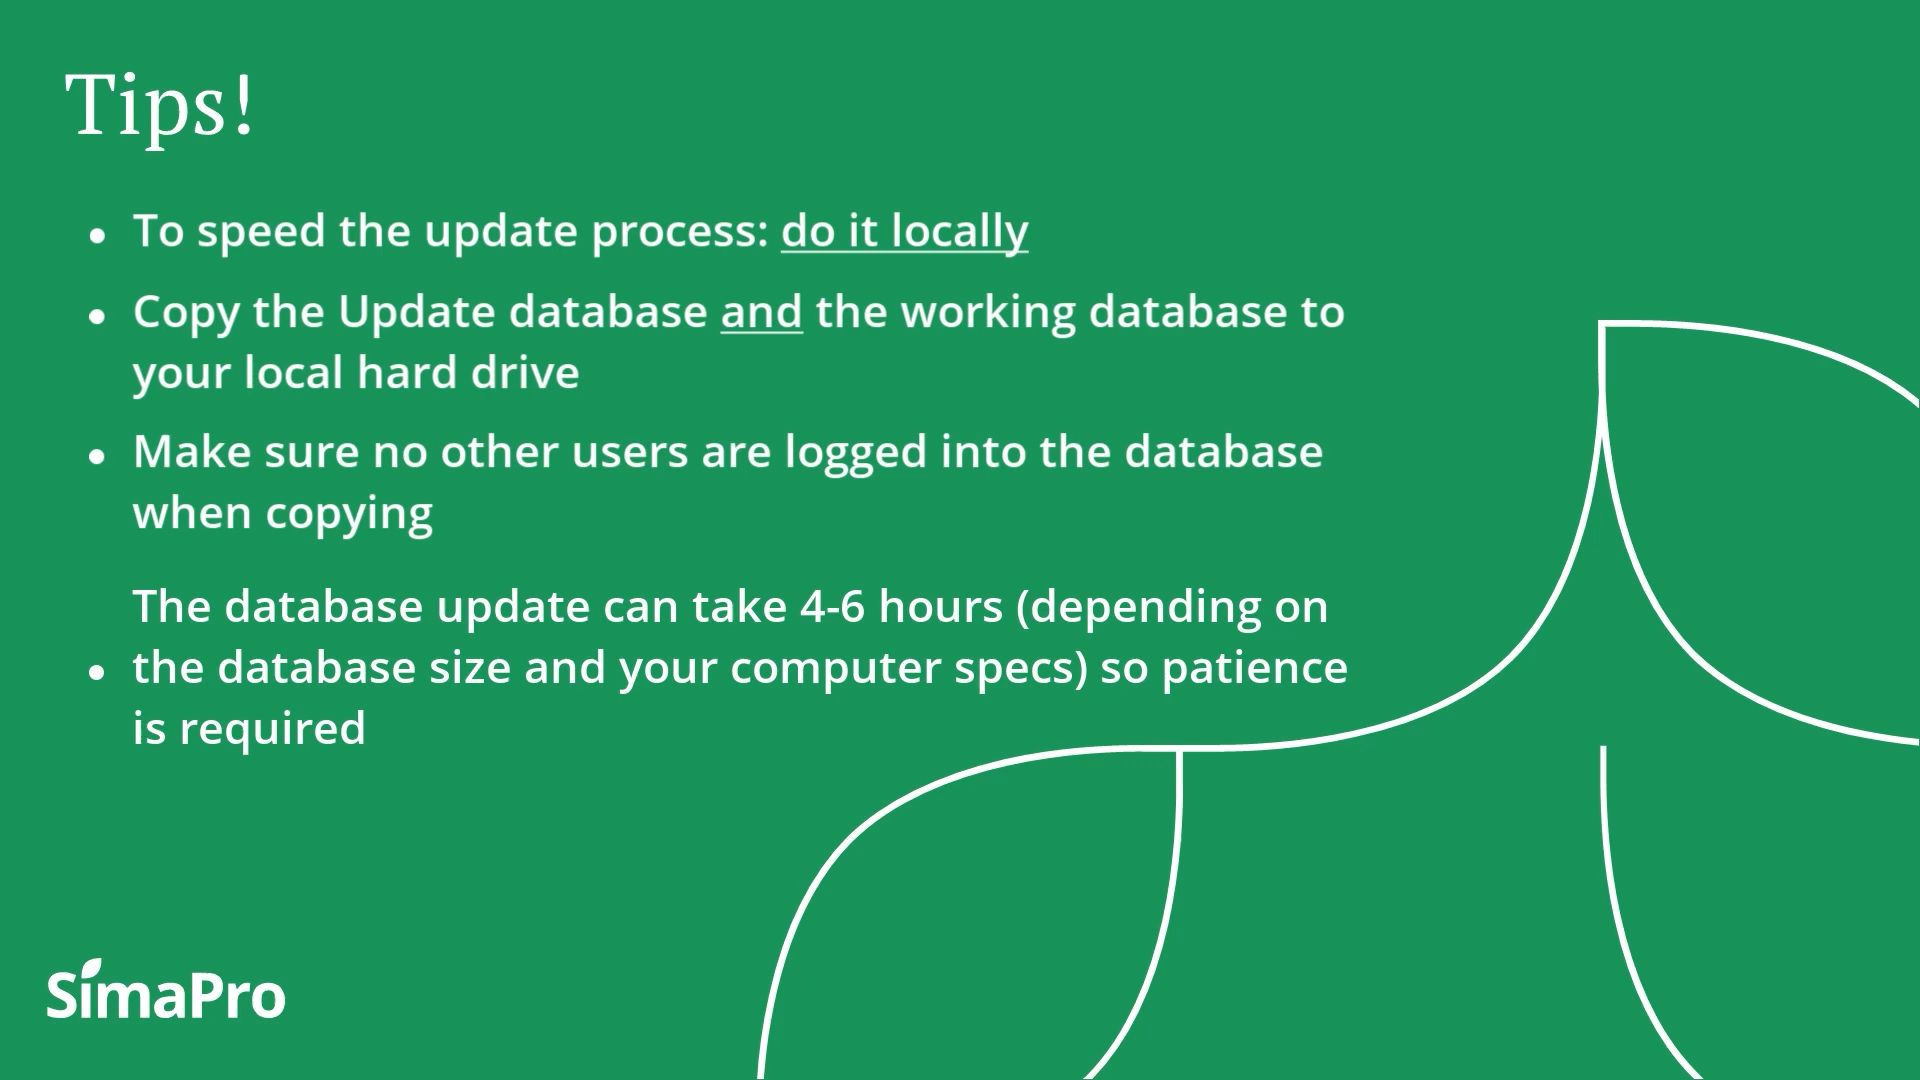 Tips!
• To speed the update process: do it locally
• Copy the Update database and the working database to
your local hard drive
• Make sure no other users are logged into the database
when copying
The database update can take 4-6 hours (depending on
• the database size and your computer specs) so patience
is required
SimaPro